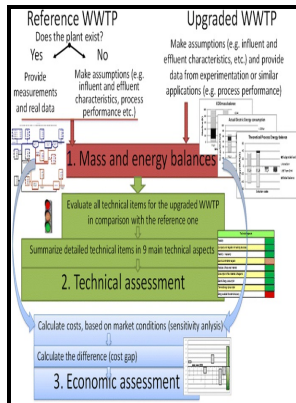 Reference WWTP
Does the plant exist?
Yes
No
Provide
measurements
and real data
Make assumptions (e.g.
influent and
effluent
characteristics, process
performance etc.)
Upgraded WWTP
Make assumptions (e.g. influent and
effluent characteristics, etc.) and provide
data from experimentation or similar
applications (e.g. process performance)
1. Mass and energy balances
Evaluate all technical items for the upgraded WWTP
in comparison with the reference one
Summarize detailed technical items in 9 main technical aspects
2. Technical assessment
Calculate costs, based on market conditions (sensitivity anlysis)
Calculate the difference (cost gap)
3. Economic assessment